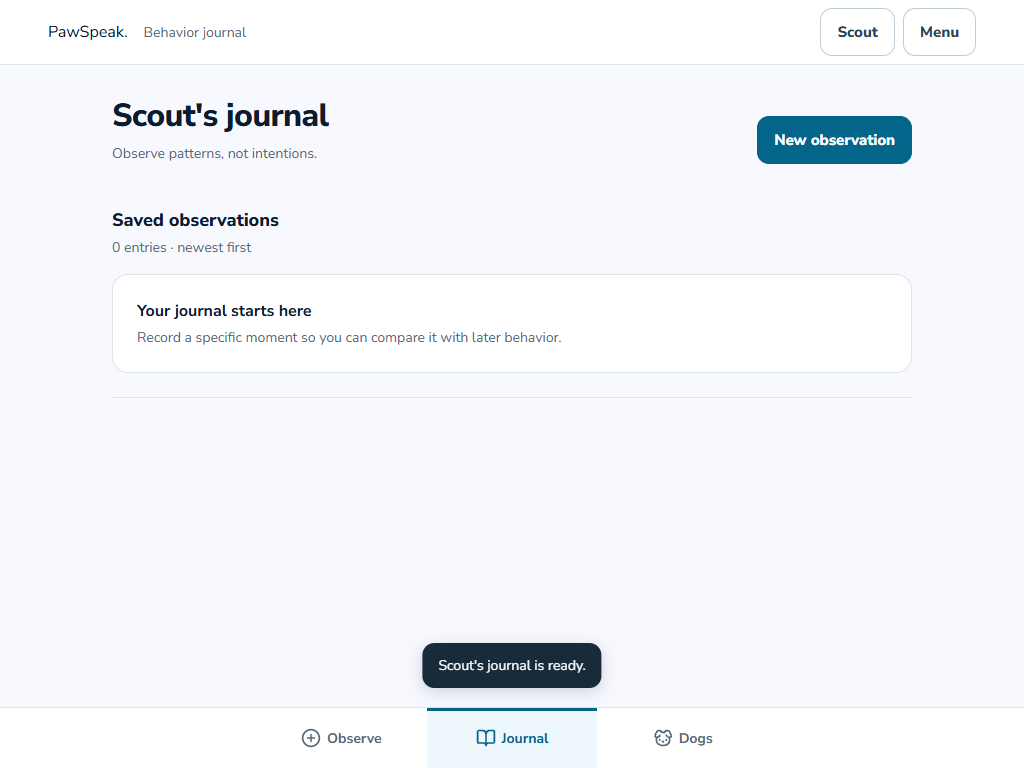 PawSpeak. Behavior journal
Scout
Menu
Scout's journal
Observe patterns, not intentions.
New observation
Saved observations
0 entries · newest first
Your journal starts here
Record a specific moment so you can compare it with later behavior.
Scout's journal is ready.
Observe
Journal
Dogs